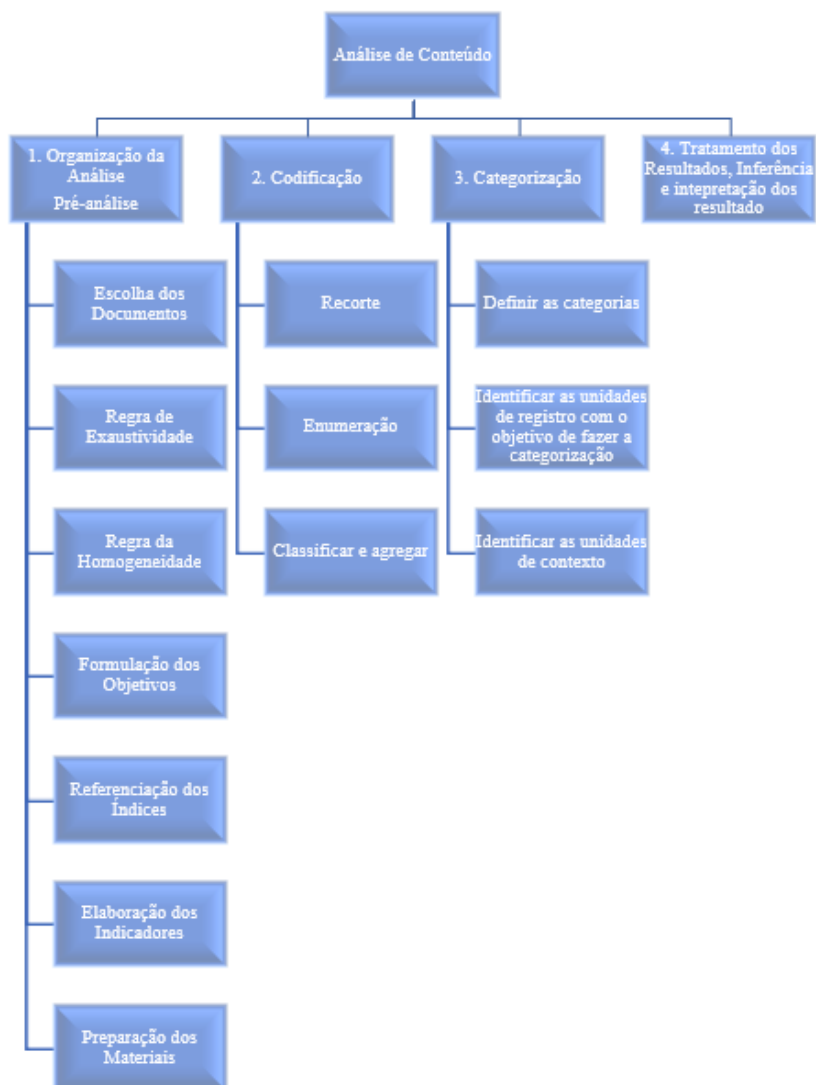 Análise de Conteúdo
1. Organização da
Análise
Pré-análise
2. Codificação
3. Categorização
4. Tratamento dos
Resultados, Inferência
e intepretação dos
resultado
Escolha dos
Documentos
Regra de
Exaustividade
Regra da
Homogeneidade
Formulação dos
Objetivos
Referenciação dos
Índices
Elaboração dos
Indicadores
Preparação dos
Materiais
Recorte
Enumeração
Classificar e agregar
Definir as categorias
Identificar as unidades
de registro com o
objetivo de fazer a
categorização
Identificar as unidades
de contexto